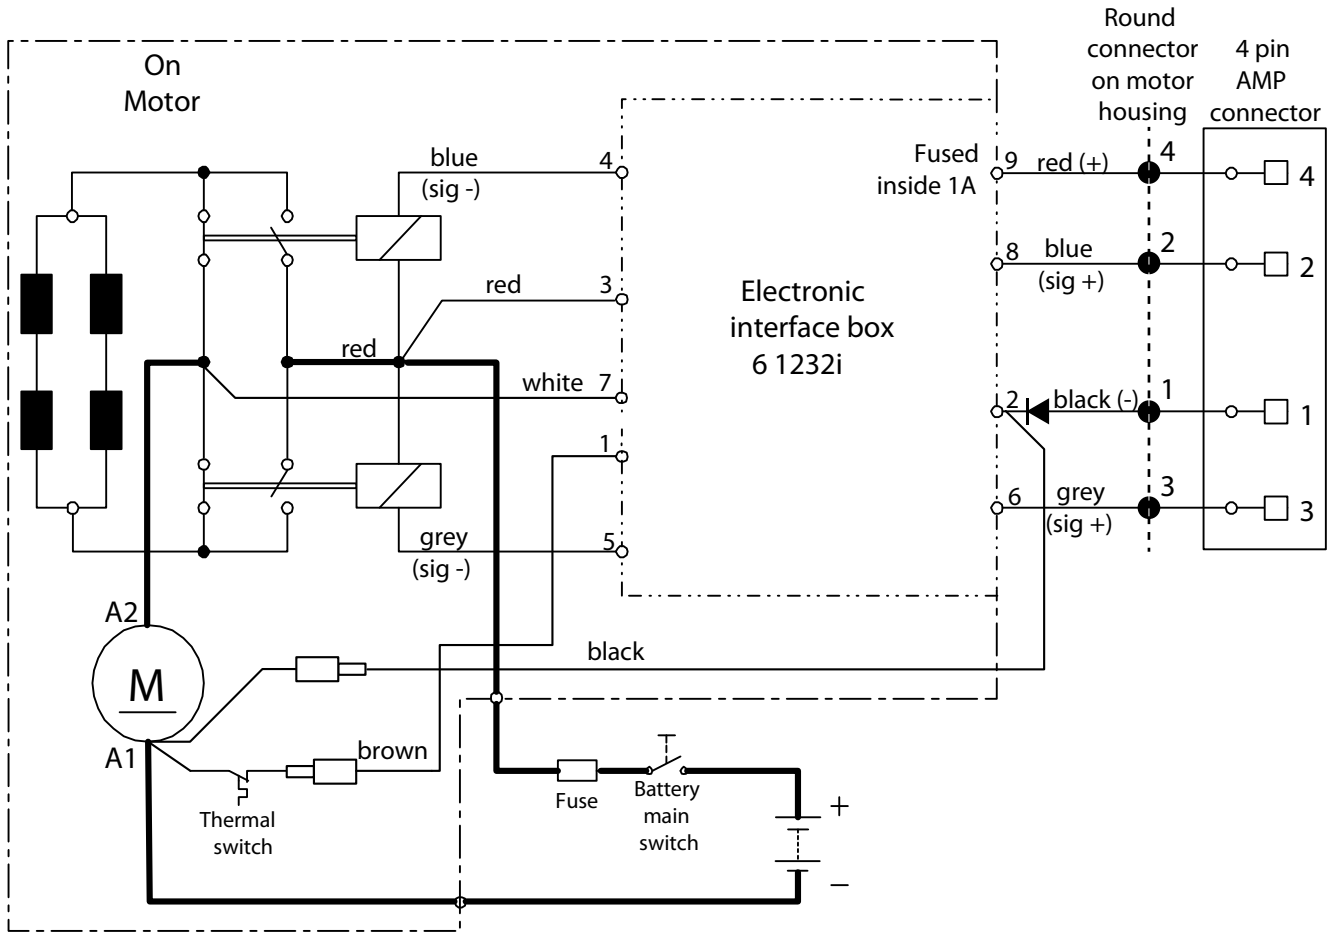 Round
connector
on motor
housing
4 pin
AMP
connector
On
Motor
blue
(sig -)
4
Fused
inside 1A
9
red (+)
4
4
8
blue
(sig +)
2
2
red
3
Electronic
interface box
6 1232i
red
white
7
2
black (-)
1
1
1
6
grey
(sig +)
3
3
grey
(sig -)
5
A2
M
A1
black
brown
Thermal
switch
Fuse
Battery
main
switch
+
−